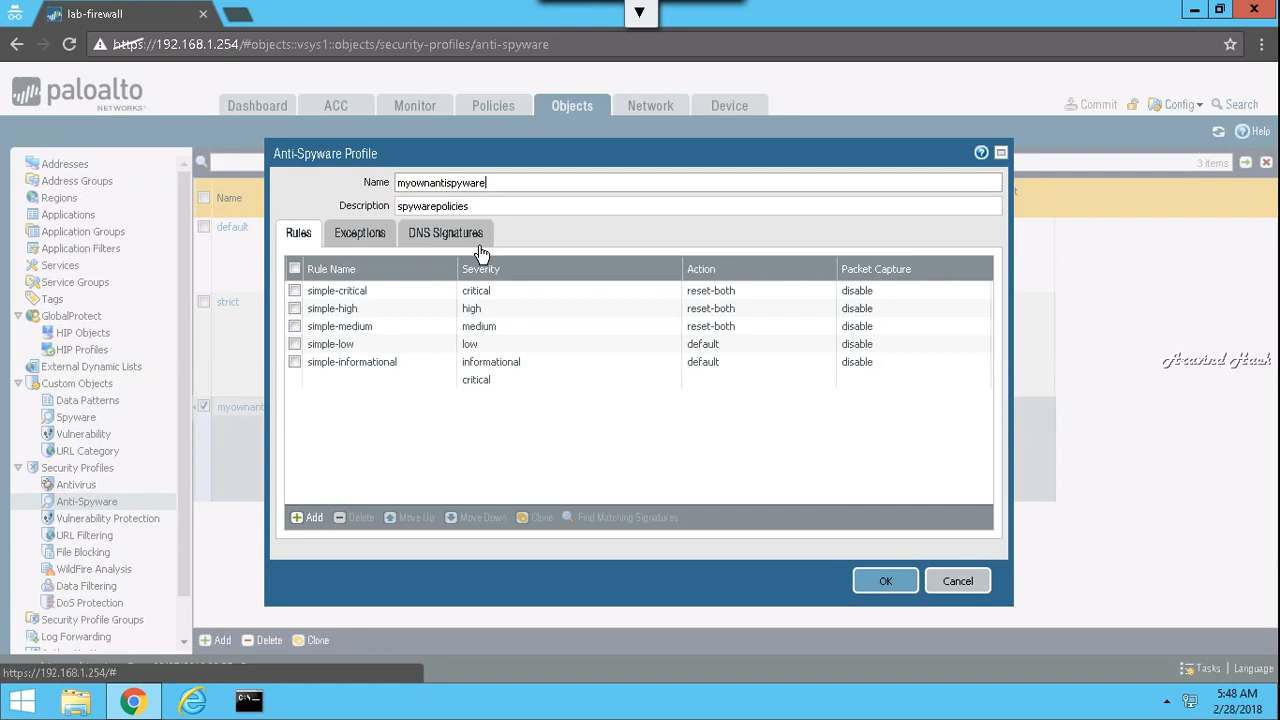 lab-firewall
https://192.168.1.254/#objects::vsys1::objects/security-profiles/anti-spyware
paloalto
NETWORKS
Dashboard ACC Monitor Policies Objects Network Device
Commit Config Search
Help
Addresses
Address Groups
Regions
Applications
Application Groups
Application Filters
Services
Service Groups
Tags
GlobalProtect
HIP Objects
HIP Profiles
External Dynamic Lists
Custom Objects
Data Patterns
Spyware
Vulnerability
URL Category
Security Profiles
Antivirus
Anti-Spyware
Vulnerability Protection
URL Filtering
File Blocking
WildFire Analysis
Data Filtering
DoS Protection
Security Profile Groups
Log Forwarding
3 items
Name
default
strict
myownant
Anti-Spyware Profile
Name myownantispyware
Description spywarepolicies
Rules Exceptions DNS Signatures
Rule Name Severity Action Packet Capture
simple-critical critical reset-both disable
simple-high high reset-both disable
simple-medium medium reset-both disable
simple-low low default disable
simple-informational informational default disable
critical
Add Delete Move Up Move Down Clone Find Matching Signatures
OK Cancel
Aravind Hack
Add Delete Clone
https://192.168.1.254/#
Tasks Language
5:48 AM
2/28/2018